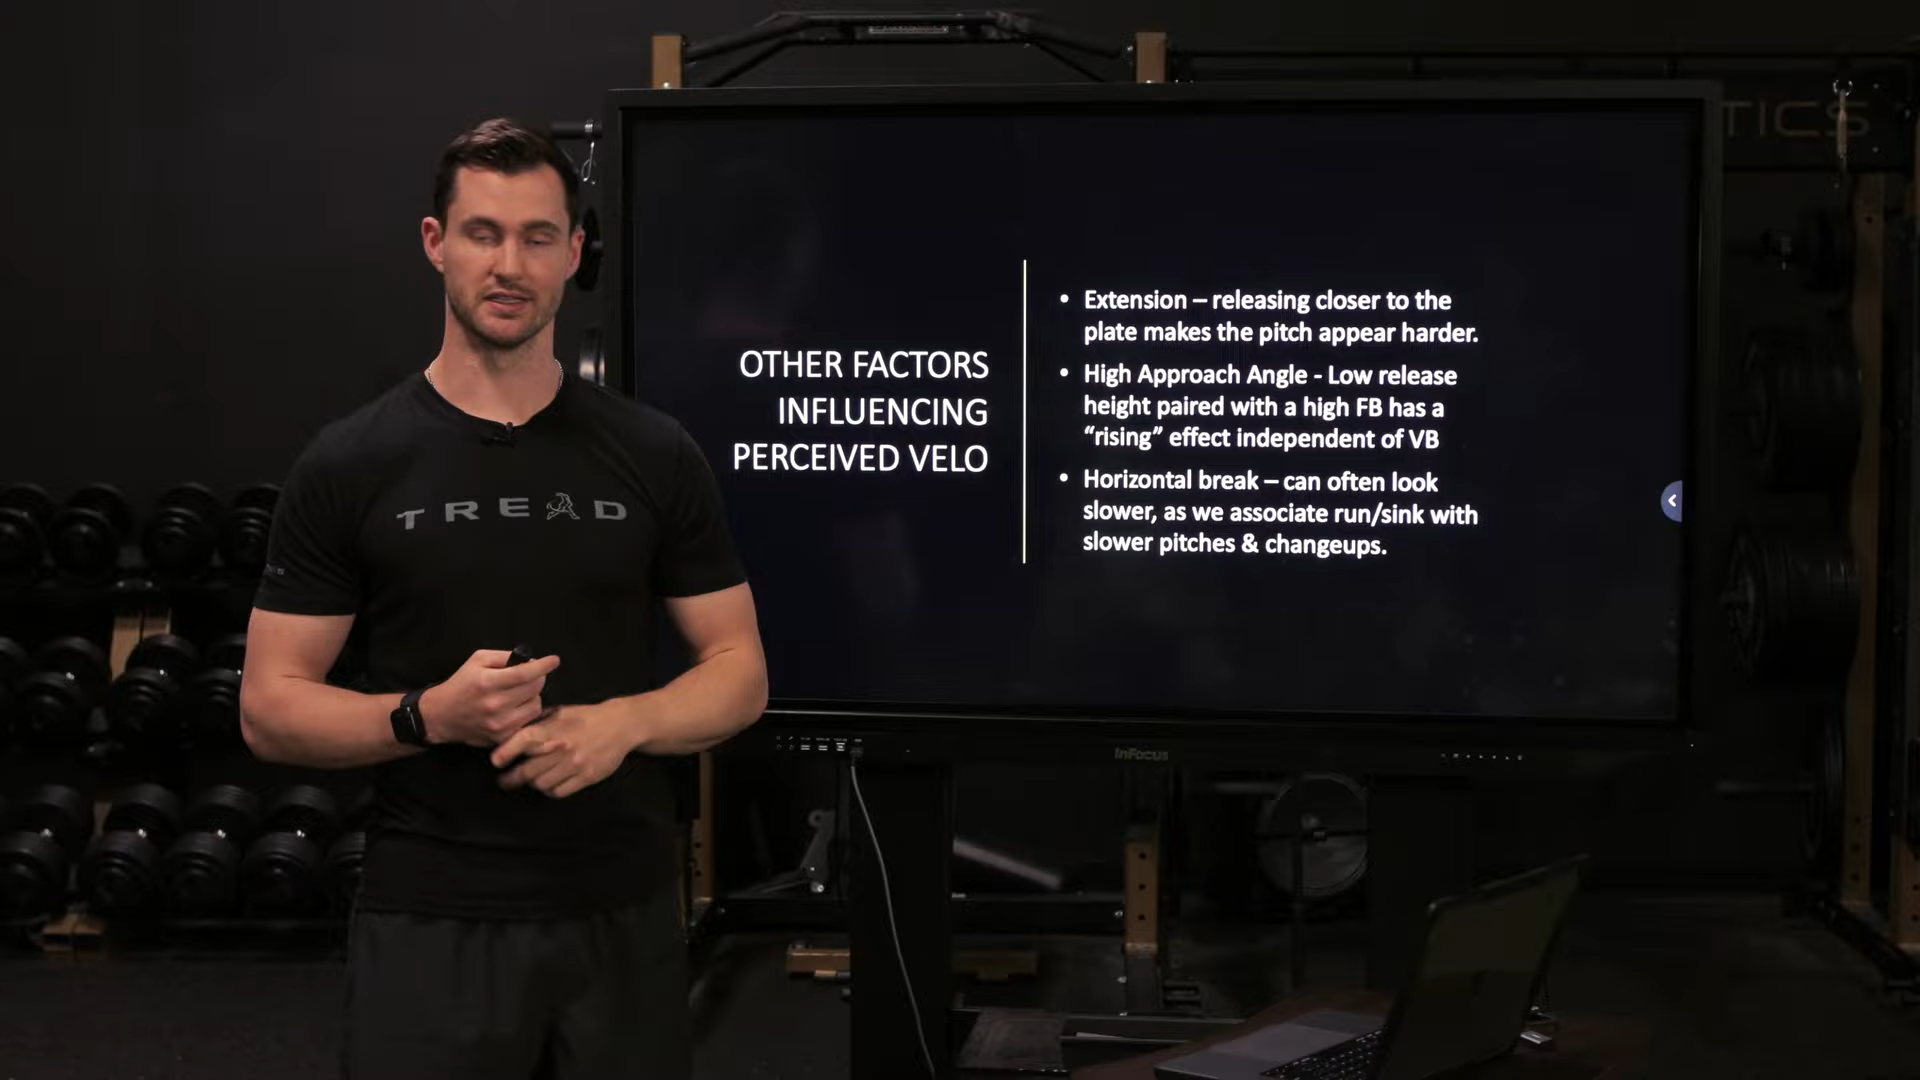 TICS
OTHER FACTORS
INFLUENCING
PERCEIVED VELO
• Extension – releasing closer to the
plate makes the pitch appear harder.
• High Approach Angle - Low release
height paired with a high FB has a
“rising” effect independent of VB
• Horizontal break – can often look
slower, as we associate run/sink with
slower pitches & changeups.
TREAD
InFocus